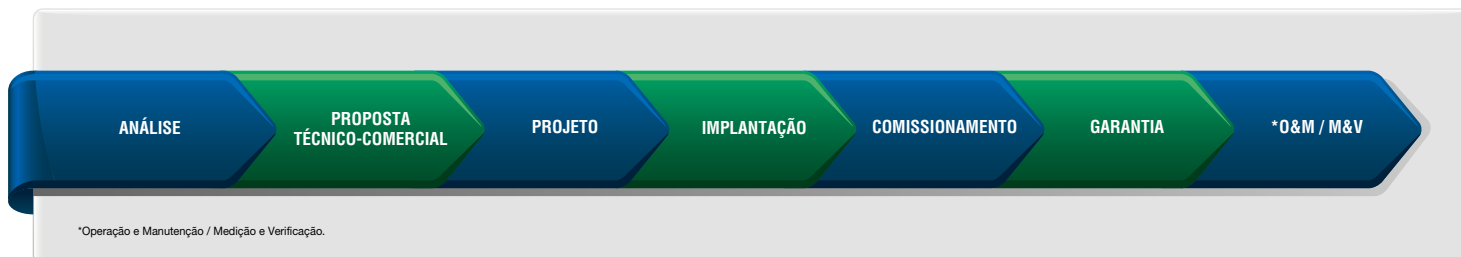 ANÁLISE
PROPOSTA
TÉCNICO-COMERCIAL
PROJETO
IMPLANTAÇÃO
COMISSIONAMENTO
GARANTIA
*O&M / M&V
*Operação e Manutenção / Medição e Verificação.